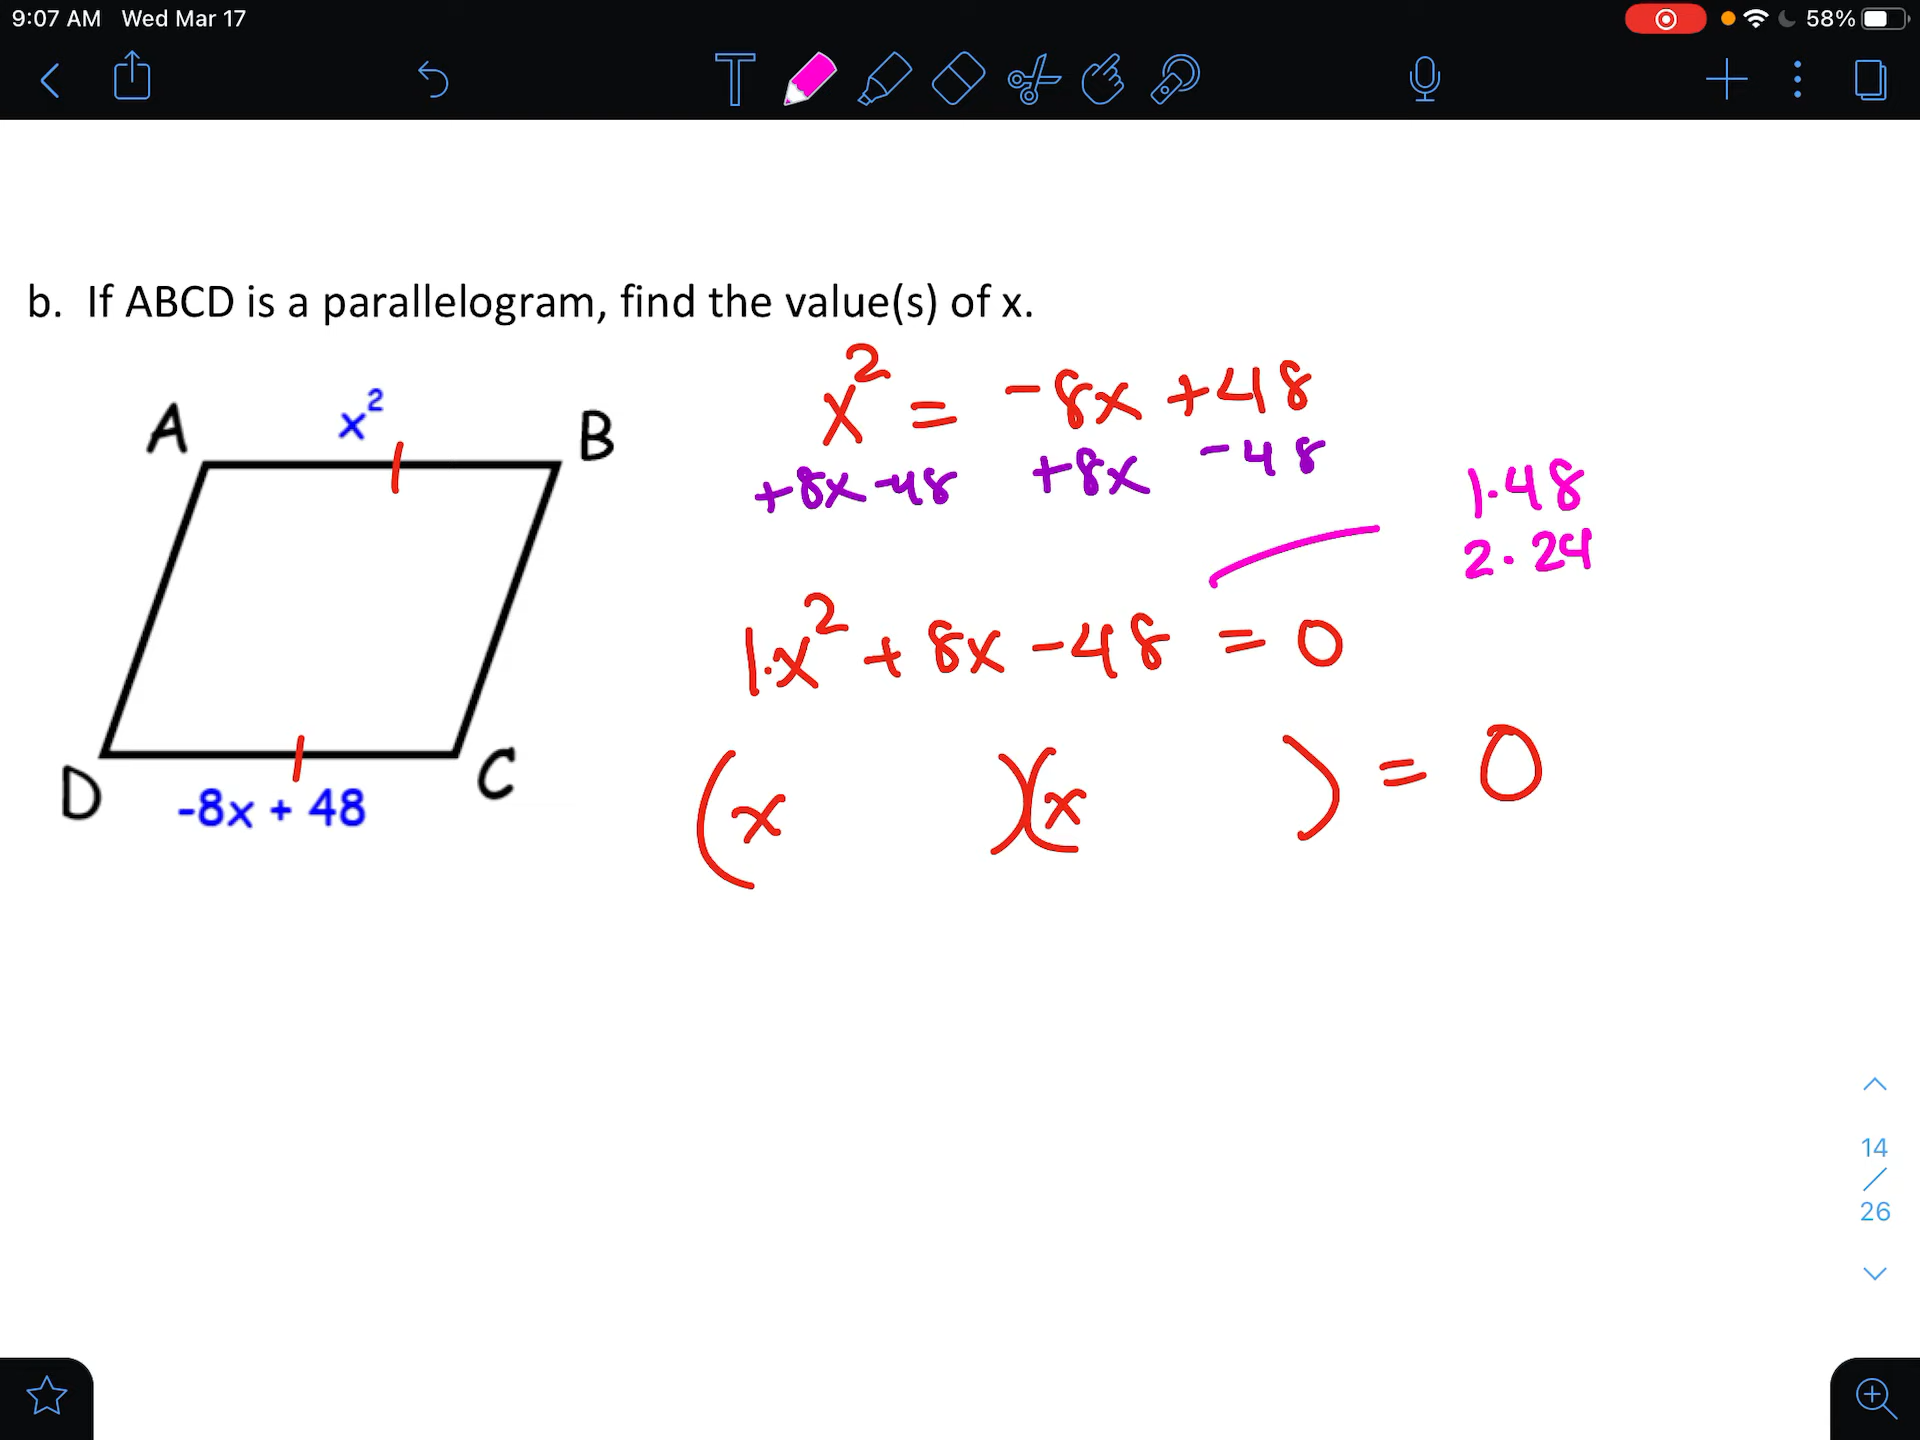 9:07 AM Wed Mar 17
58%
T
b. If ABCD is a parallelogram, find the value(s) of x.
A
x²
B
D
C
-8x + 48
x² = -8x +48
+8x -48 +8x -48
1·48
2·24
1·x² + 8x -48 = 0
(x )(x ) = 0
14
/
26